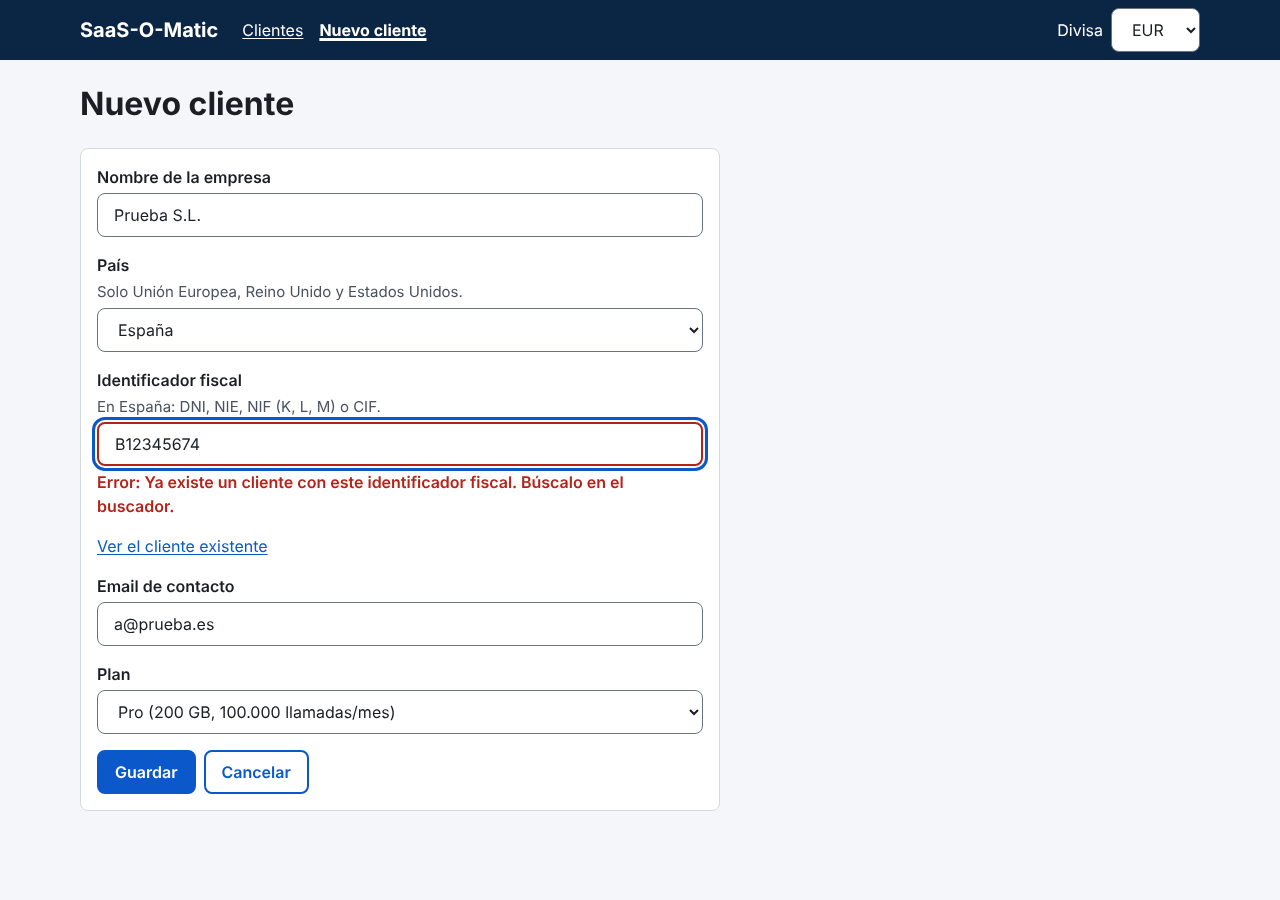 SaaS-O-Matic Clientes Nuevo cliente Divisa EUR
Nuevo cliente
Nombre de la empresa
Prueba S.L.
País
Solo Unión Europea, Reino Unido y Estados Unidos.
España
Identificador fiscal
En España: DNI, NIE, NIF (K, L, M) o CIF.
B12345674
Error: Ya existe un cliente con este identificador fiscal. Búscalo en el
buscador.
Ver el cliente existente
Email de contacto
a@prueba.es
Plan
Pro (200 GB, 100.000 llamadas/mes)
Guardar Cancelar